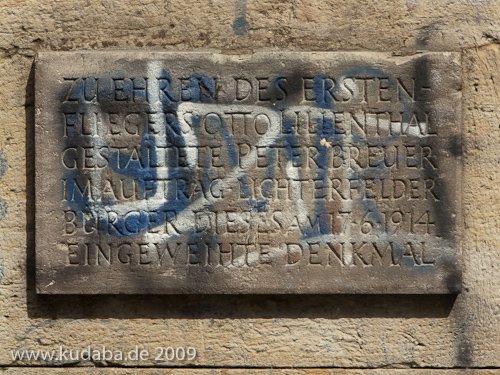 ZU EHREN DES ERSTEN-
FLIEGERS OTTO LILIENTHAL
GESTALTETE PETER BREUER
IM AUFTRAG LICHTERFELDER
BÜRGER DIESES AM 17·6·1914
EINGEWEIHTE DENKMAL
www.kudaba.de 2009